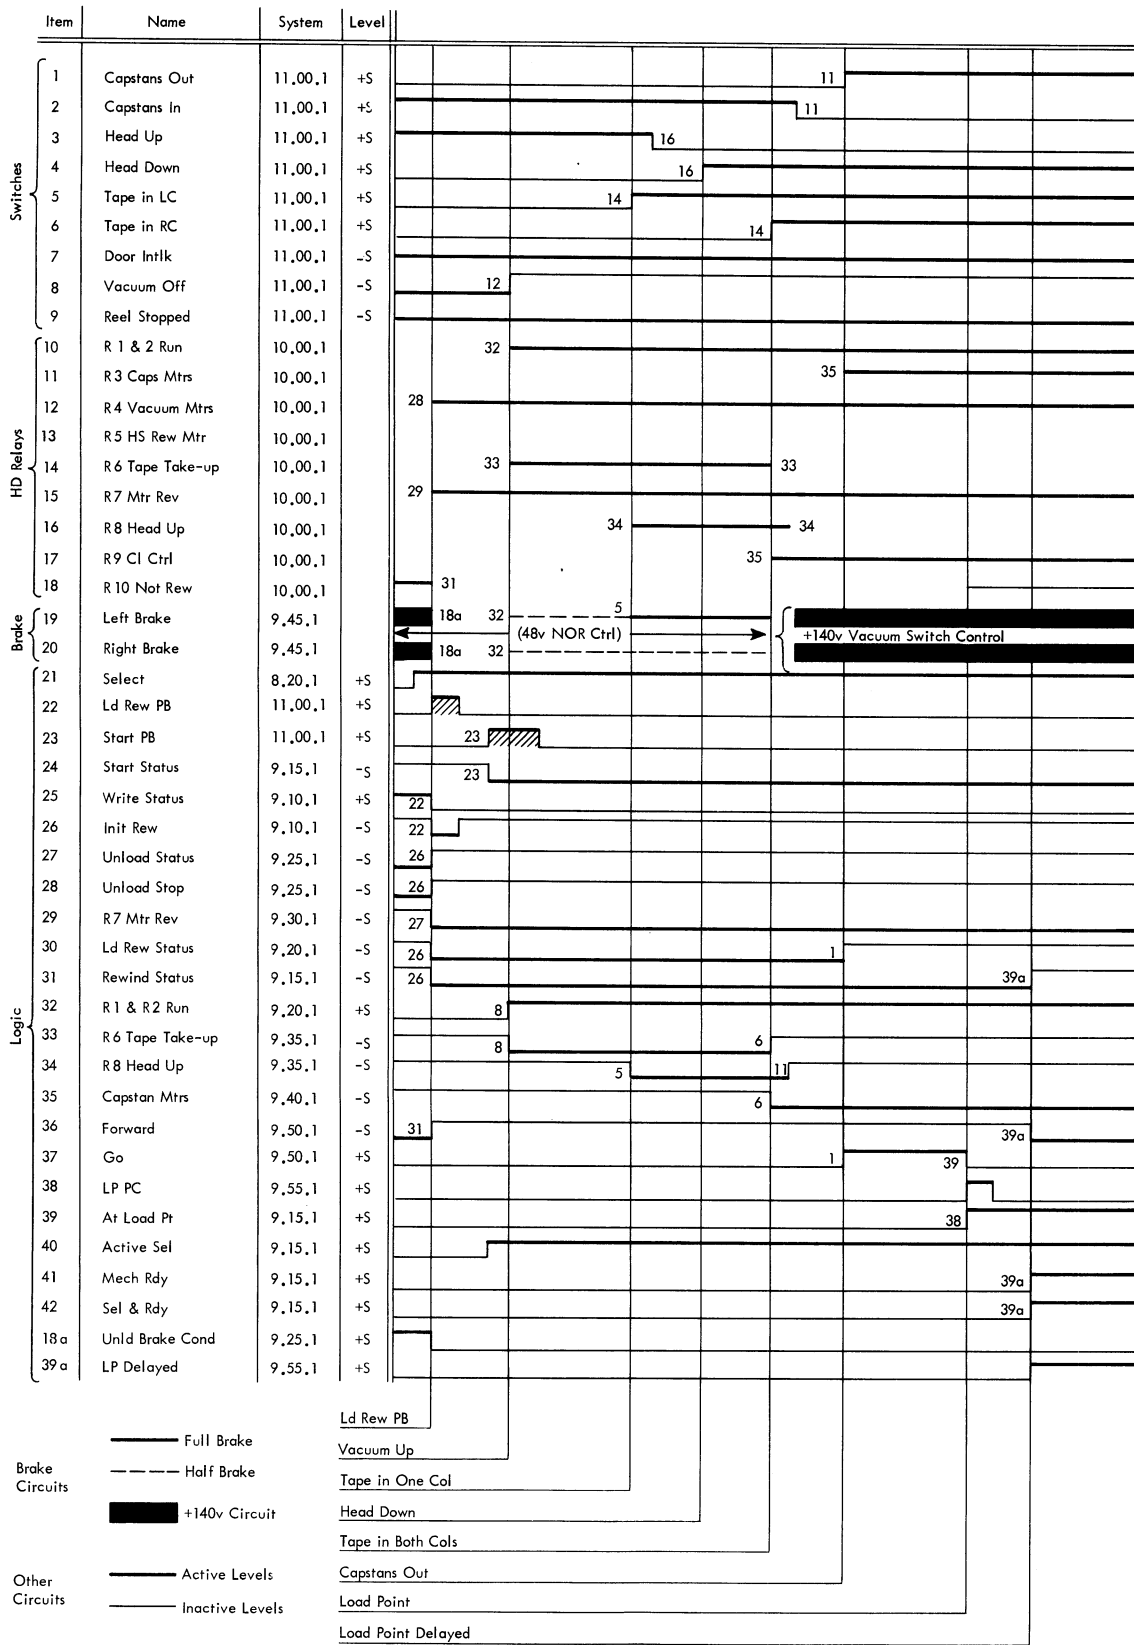 Item Name System Level
Switches
1 Capstans Out 11.00.1 +S 11
2 Capstans In 11.00.1 +S 11
3 Head Up 11.00.1 +S 16
4 Head Down 11.00.1 +S 16
5 Tape in LC 11.00.1 +S 14
6 Tape in RC 11.00.1 +S 14
7 Door Intlk 11.00.1 -S
8 Vacuum Off 11.00.1 -S 12
9 Reel Stopped 11.00.1 -S
HD Relays
10 R 1 & 2 Run 10.00.1 32
11 R3 Caps Mtrs 10.00.1 35
12 R4 Vacuum Mtrs 10.00.1 28
13 R5 HS Rew Mtr 10.00.1
14 R6 Tape Take-up 10.00.1 33 33
15 R7 Mtr Rev 10.00.1 29
16 R8 Head Up 10.00.1 34 34
17 R9 Cl Ctrl 10.00.1 35
18 R10 Not Rew 10.00.1 31
Brake
19 Left Brake 9.45.1 18a 32 5
(48v NOR Ctrl) +140v Vacuum Switch Control
20 Right Brake 9.45.1 18a 32
Logic
21 Select 8.20.1 +S
22 Ld Rew PB 11.00.1 +S
23 Start PB 11.00.1 +S 23
24 Start Status 9.15.1 -S 23
25 Write Status 9.10.1 +S 22
26 Init Rew 9.10.1 -S 22
27 Unload Status 9.25.1 -S 26
28 Unload Stop 9.25.1 -S 26
29 R7 Mtr Rev 9.30.1 -S 27
30 Ld Rew Status 9.20.1 -S 26 1
31 Rewind Status 9.15.1 -S 26 39a
32 R1 & R2 Run 9.20.1 +S 8
33 R6 Tape Take-up 9.35.1 -S 8 6
34 R8 Head Up 9.35.1 -S 5 11
35 Capstan Mtrs 9.40.1 -S 6
36 Forward 9.50.1 -S 31 39a
37 Go 9.50.1 +S 1 39
38 LP PC 9.55.1 +S
39 At Load Pt 9.15.1 +S 38
40 Active Sel 9.15.1 +S
41 Mech Rdy 9.15.1 +S 39a
42 Sel & Rdy 9.15.1 +S 39a
18a Unld Brake Cond 9.25.1 +S
39a LP Delayed 9.55.1 +S
Ld Rew PB
Vacuum Up
Tape in One Col
Head Down
Tape in Both Cols
Capstans Out
Load Point
Load Point Delayed
Brake
Circuits
Full Brake
Half Brake
+140v Circuit
Other
Circuits
Active Levels
Inactive Levels